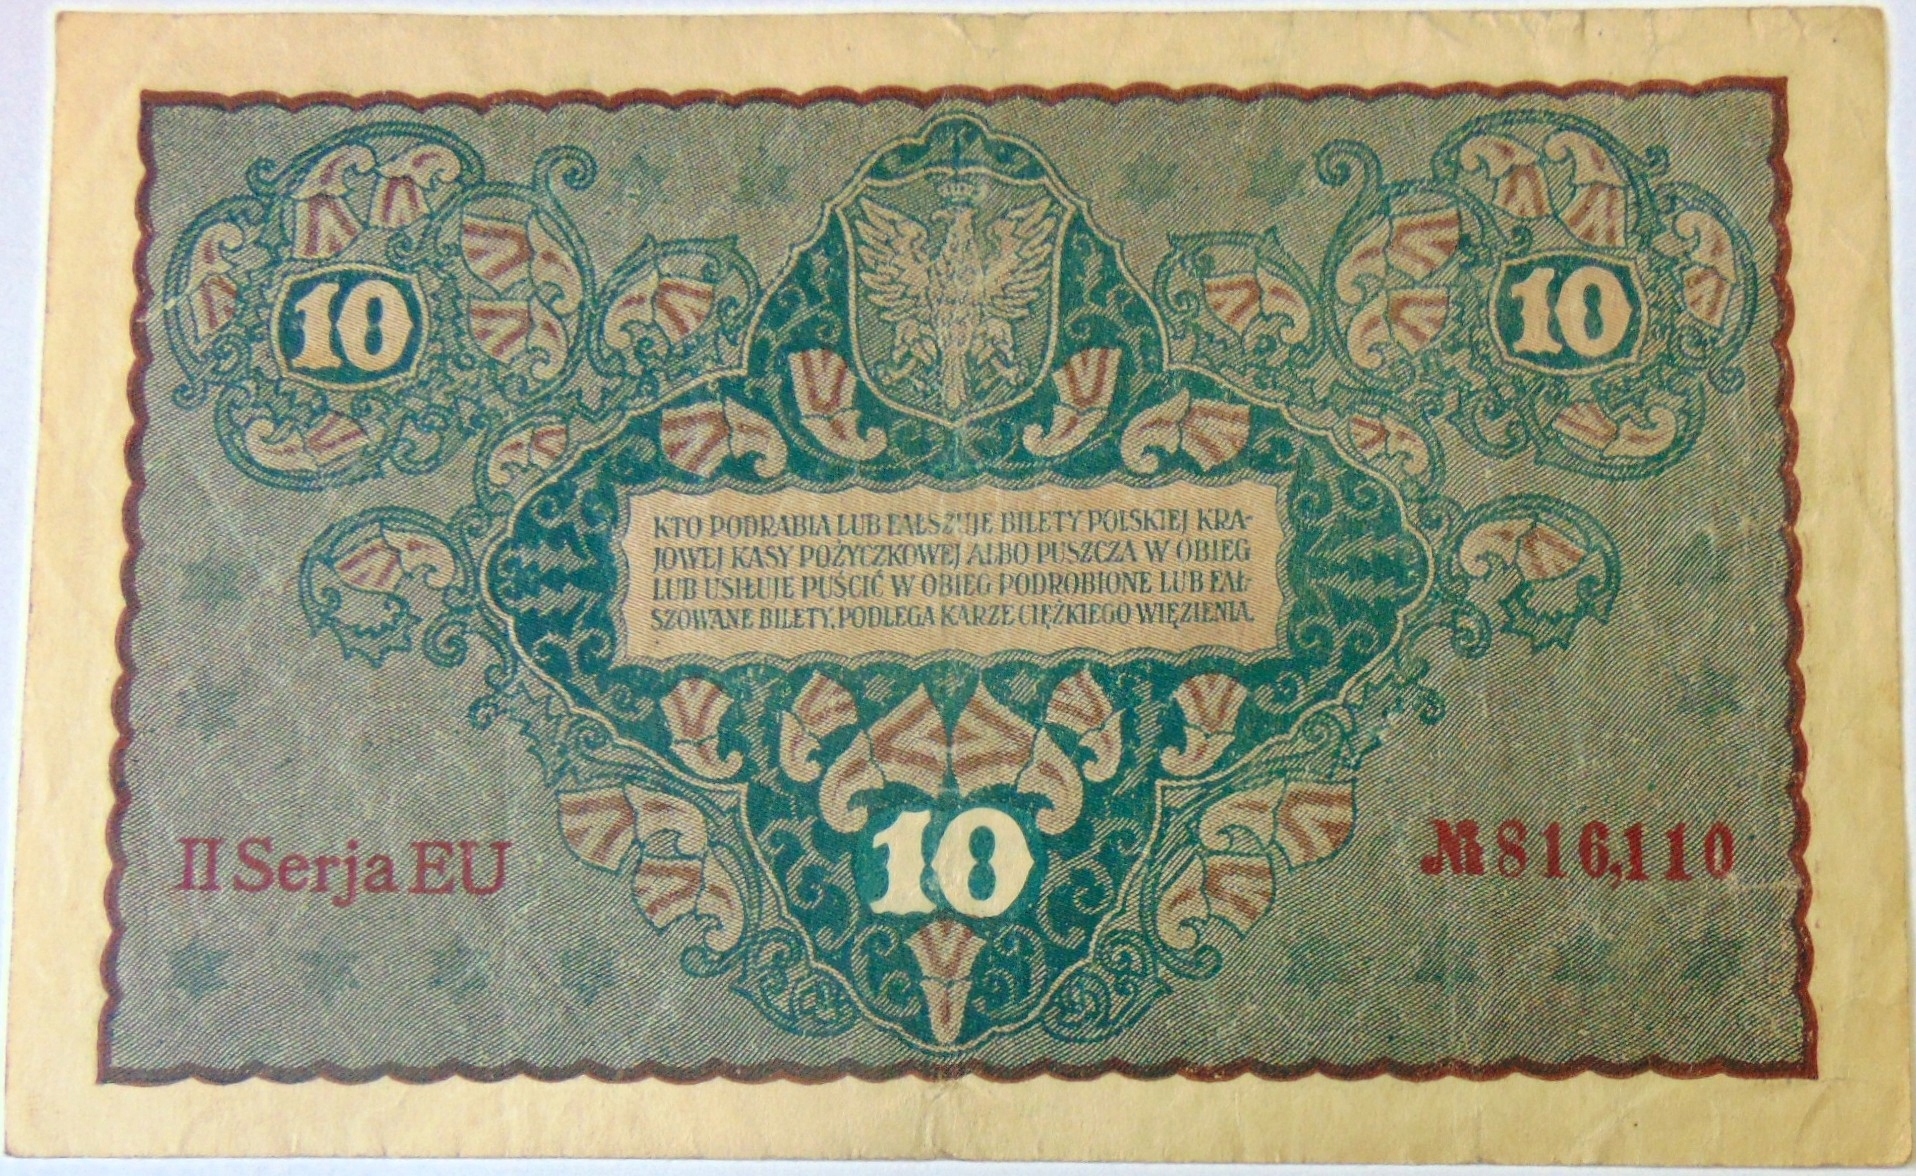 10
10
KTO PODRABIA LUB FAŁSZUJE BILETY POLSKIEJ KRA-
JOWEJ KASY POŻYCZKOWEJ ALBO PUSZCZA W OBIEG
LUB USIŁUJE PUŚCIĆ W OBIEG PODROBIONE LUB FAŁ-
SZOWANE BILETY, PODLEGA KARZE CIĘŻKIEGO WIĘZIENIA.
II Serja EU
№ 816,110
10